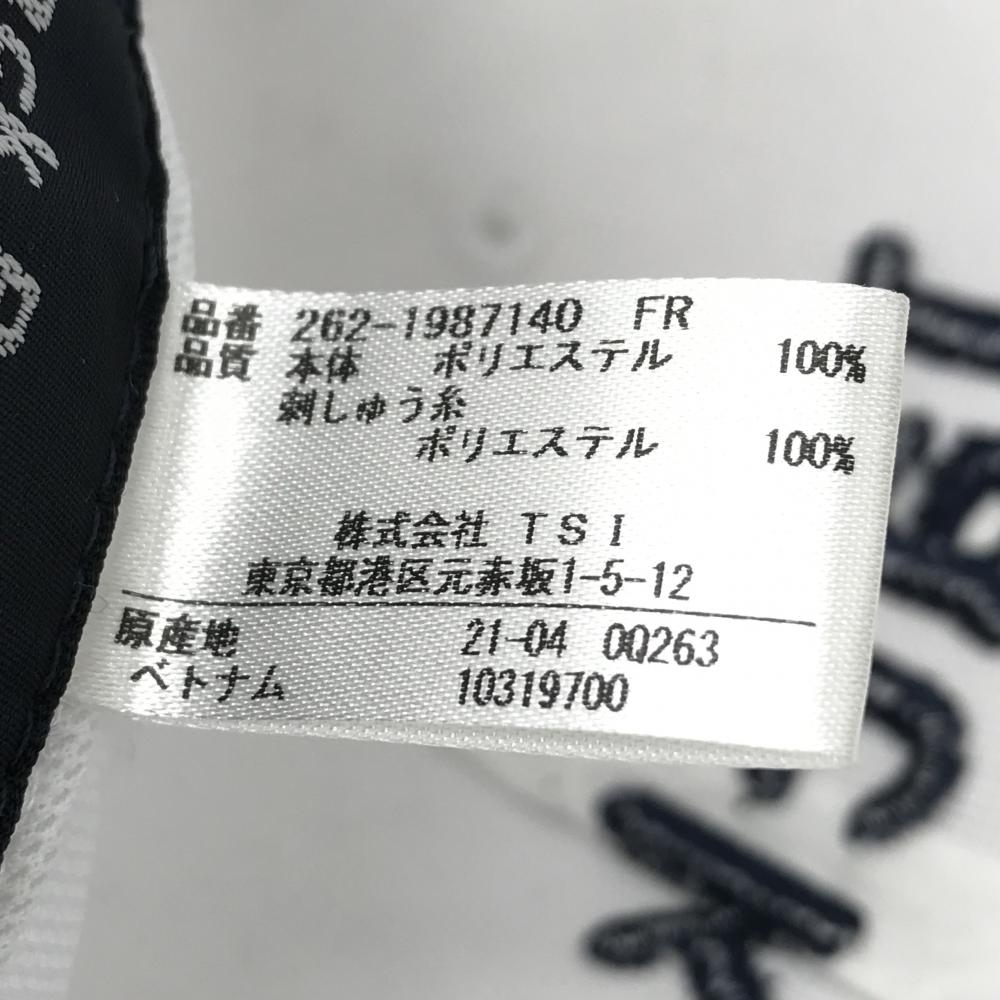 品番 262-1987140 FR
品質 本体 ポリエステル 100%
刺しゅう糸
ポリエステル 100%
株式会社 TSI
東京都港区元赤坂1-5-12
原産地 21-04 0Q263
ベトナム 10319700